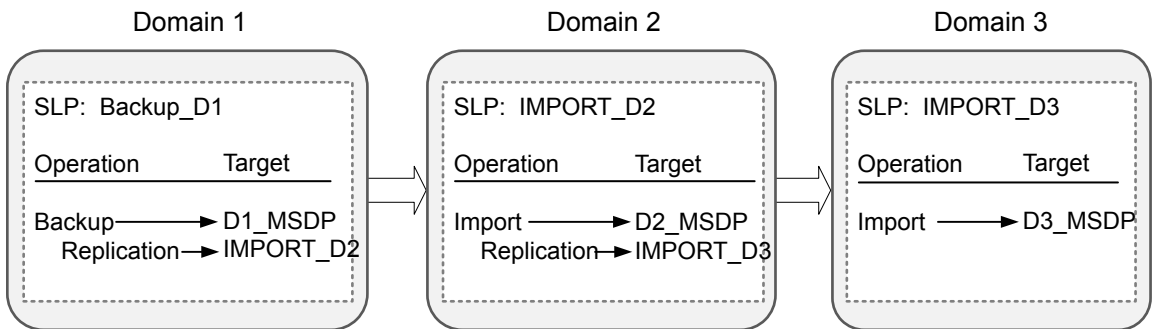 Domain 1
SLP: Backup_D1
Operation Target
Backup D1_MSDP
Replication IMPORT_D2
Domain 2
SLP: IMPORT_D2
Operation Target
Import D2_MSDP
Replication IMPORT_D3
Domain 3
SLP: IMPORT_D3
Operation Target
Import D3_MSDP